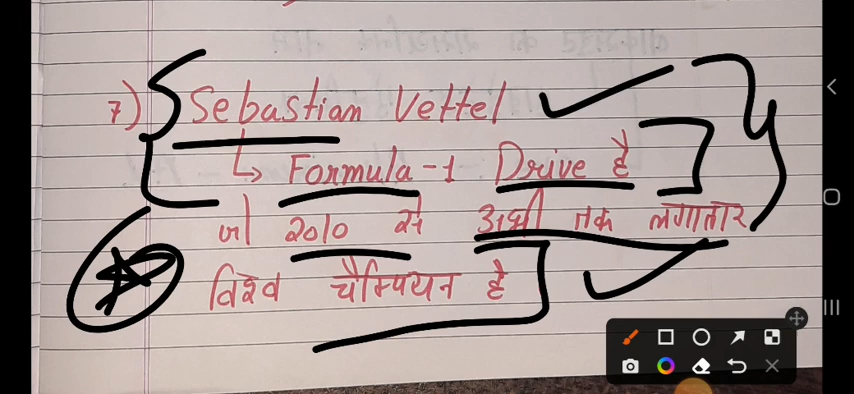 7) Sebastian Vettel
↳ Formula-1 Drive है
जो 2010 से अभी तक लगातार
विश्व चैम्पियन है